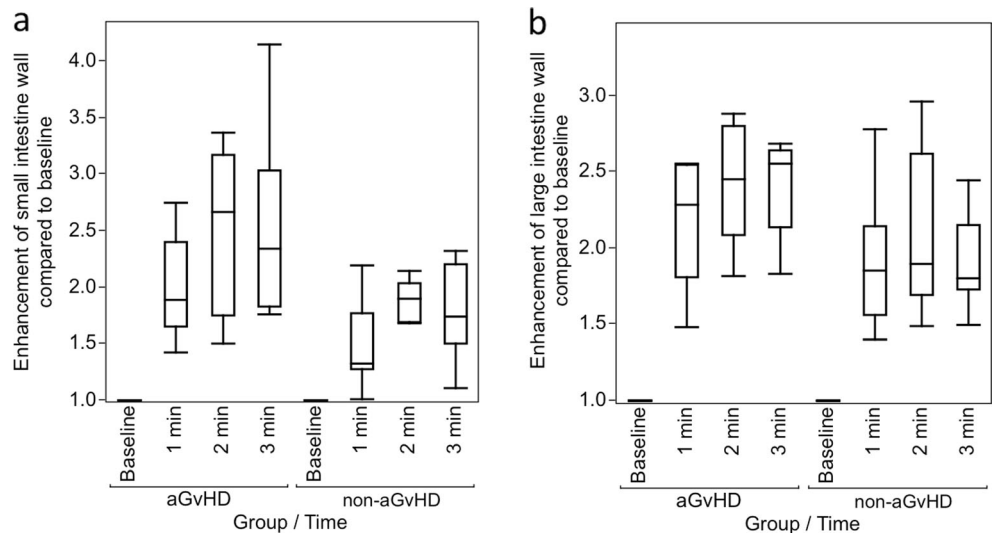 a
Enhancement of small intestine wall
compared to baseline
4.0
3.5
3.0
2.5
2.0
1.5
1.0
Baseline
1 min
2 min
3 min
Baseline
1 min
2 min
3 min
aGvHD
non-aGvHD
Group / Time
b
Enhancement of large intestine wall
compared to baseline
3.0
2.5
2.0
1.5
1.0
Baseline
1 min
2 min
3 min
Baseline
1 min
2 min
3 min
aGvHD
non-aGvHD
Group / Time